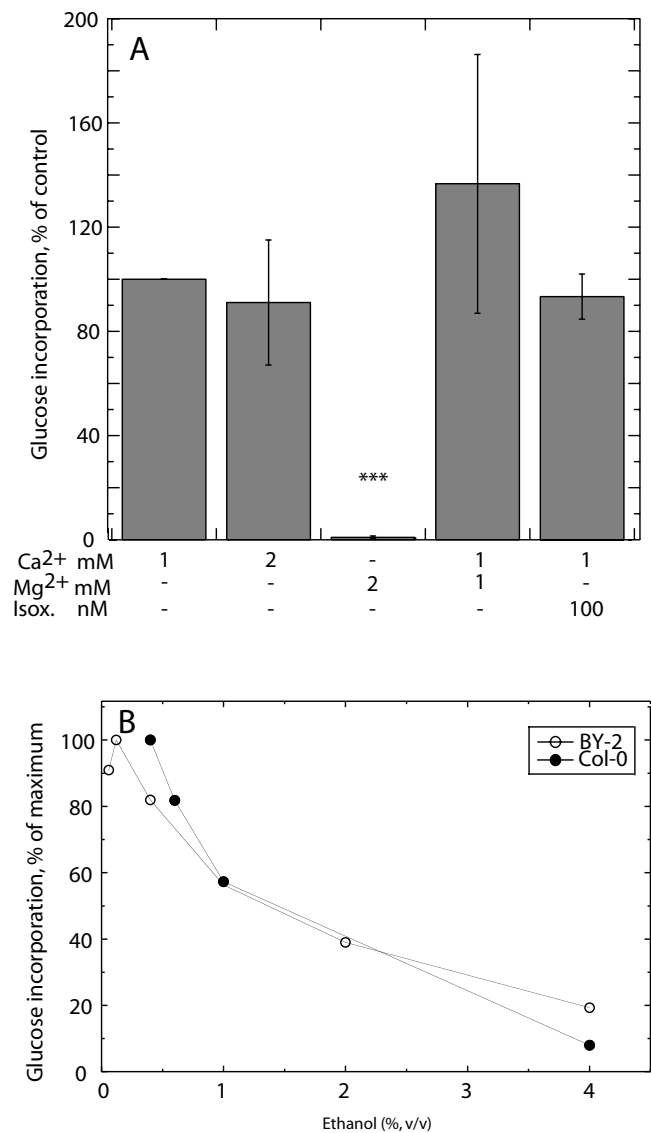 A
Glucose incorporation, % of control
200
160
120
80
40
0
***
Ca2+ mM 1 2 - 1 1
Mg2+ mM - - 2 1 -
Isox. nM - - - - 100
B
Glucose incorporation, % of maximum
100
80
60
40
20
0
BY-2
Col-0
0 1 2 3 4
Ethanol (%, v/v)